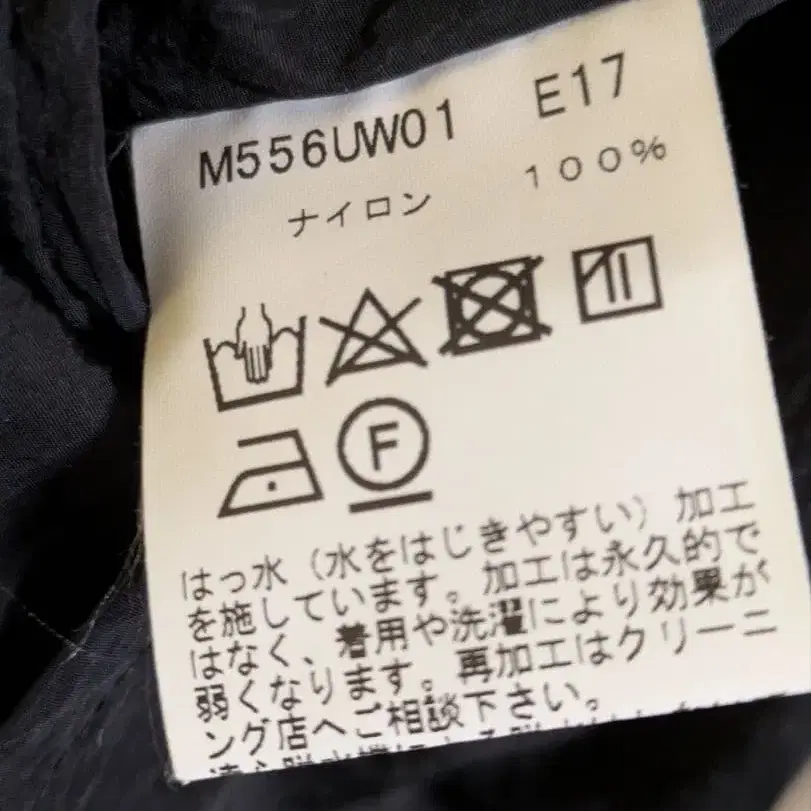 M556UW01 E17
ナイロン 100%
F
はっ水（水をはじきやすい）加工
を施しています。加工は永久的で
はなく、着用や洗濯により効果が
弱くなります。再加工はクリーニ
ング店へご相談下さい。